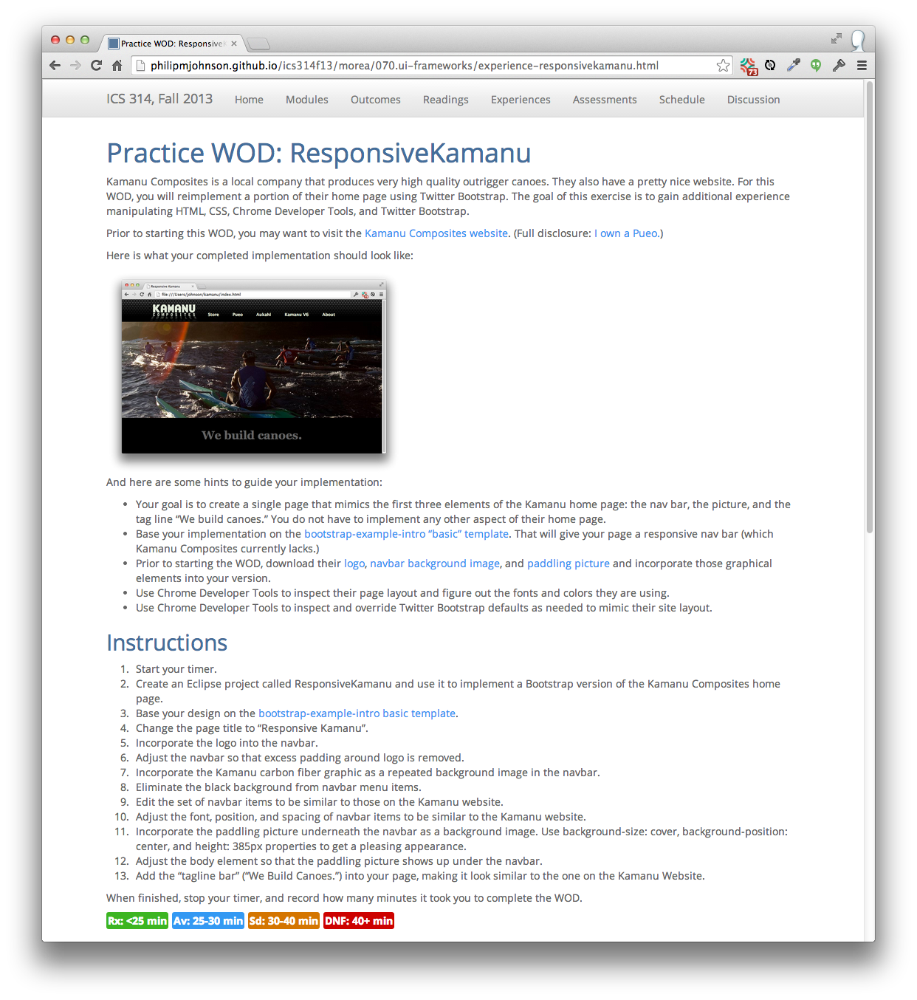 Practice WOD: Responsive
philipmjohnson.github.io/ics314f13/morea/070.ui-frameworks/experience-responsivekamanu.html
73
ICS 314, Fall 2013 Home Modules Outcomes Readings Experiences Assessments Schedule Discussion
Practice WOD: ResponsiveKamanu
Kamanu Composites is a local company that produces very high quality outrigger canoes. They also have a pretty nice website. For this
WOD, you will reimplement a portion of their home page using Twitter Bootstrap. The goal of this exercise is to gain additional experience
manipulating HTML, CSS, Chrome Developer Tools, and Twitter Bootstrap.
Prior to starting this WOD, you may want to visit the Kamanu Composites website. (Full disclosure: I own a Pueo.)
Here is what your completed implementation should look like:
Responsive Kamanu
file:///Users/johnson/kamanu/index.html
KAMANU
COMPOSITES
Store Pueo Aukahi Kamanu V6 About
We build canoes.
And here are some hints to guide your implementation:
• Your goal is to create a single page that mimics the first three elements of the Kamanu home page: the nav bar, the picture, and the
tag line “We build canoes.” You do not have to implement any other aspect of their home page.
• Base your implementation on the bootstrap-example-intro “basic” template. That will give your page a responsive nav bar (which
Kamanu Composites currently lacks.)
• Prior to starting the WOD, download their logo, navbar background image, and paddling picture and incorporate those graphical
elements into your version.
• Use Chrome Developer Tools to inspect their page layout and figure out the fonts and colors they are using.
• Use Chrome Developer Tools to inspect and override Twitter Bootstrap defaults as needed to mimic their site layout.
Instructions
1. Start your timer.
2. Create an Eclipse project called ResponsiveKamanu and use it to implement a Bootstrap version of the Kamanu Composites home
page.
3. Base your design on the bootstrap-example-intro basic template.
4. Change the page title to “Responsive Kamanu”.
5. Incorporate the logo into the navbar.
6. Adjust the navbar so that excess padding around logo is removed.
7. Incorporate the Kamanu carbon fiber graphic as a repeated background image in the navbar.
8. Eliminate the black background from navbar menu items.
9. Edit the set of navbar items to be similar to those on the Kamanu website.
10. Adjust the font, position, and spacing of navbar items to be similar to the Kamanu website.
11. Incorporate the paddling picture underneath the navbar as a background image. Use background-size: cover, background-position:
center, and height: 385px properties to get a pleasing appearance.
12. Adjust the body element so that the paddling picture shows up under the navbar.
13. Add the “tagline bar” (“We Build Canoes.”) into your page, making it look similar to the one on the Kamanu Website.
When finished, stop your timer, and record how many minutes it took you to complete the WOD.
Rx: <25 min Av: 25-30 min Sd: 30-40 min DNF: 40+ min